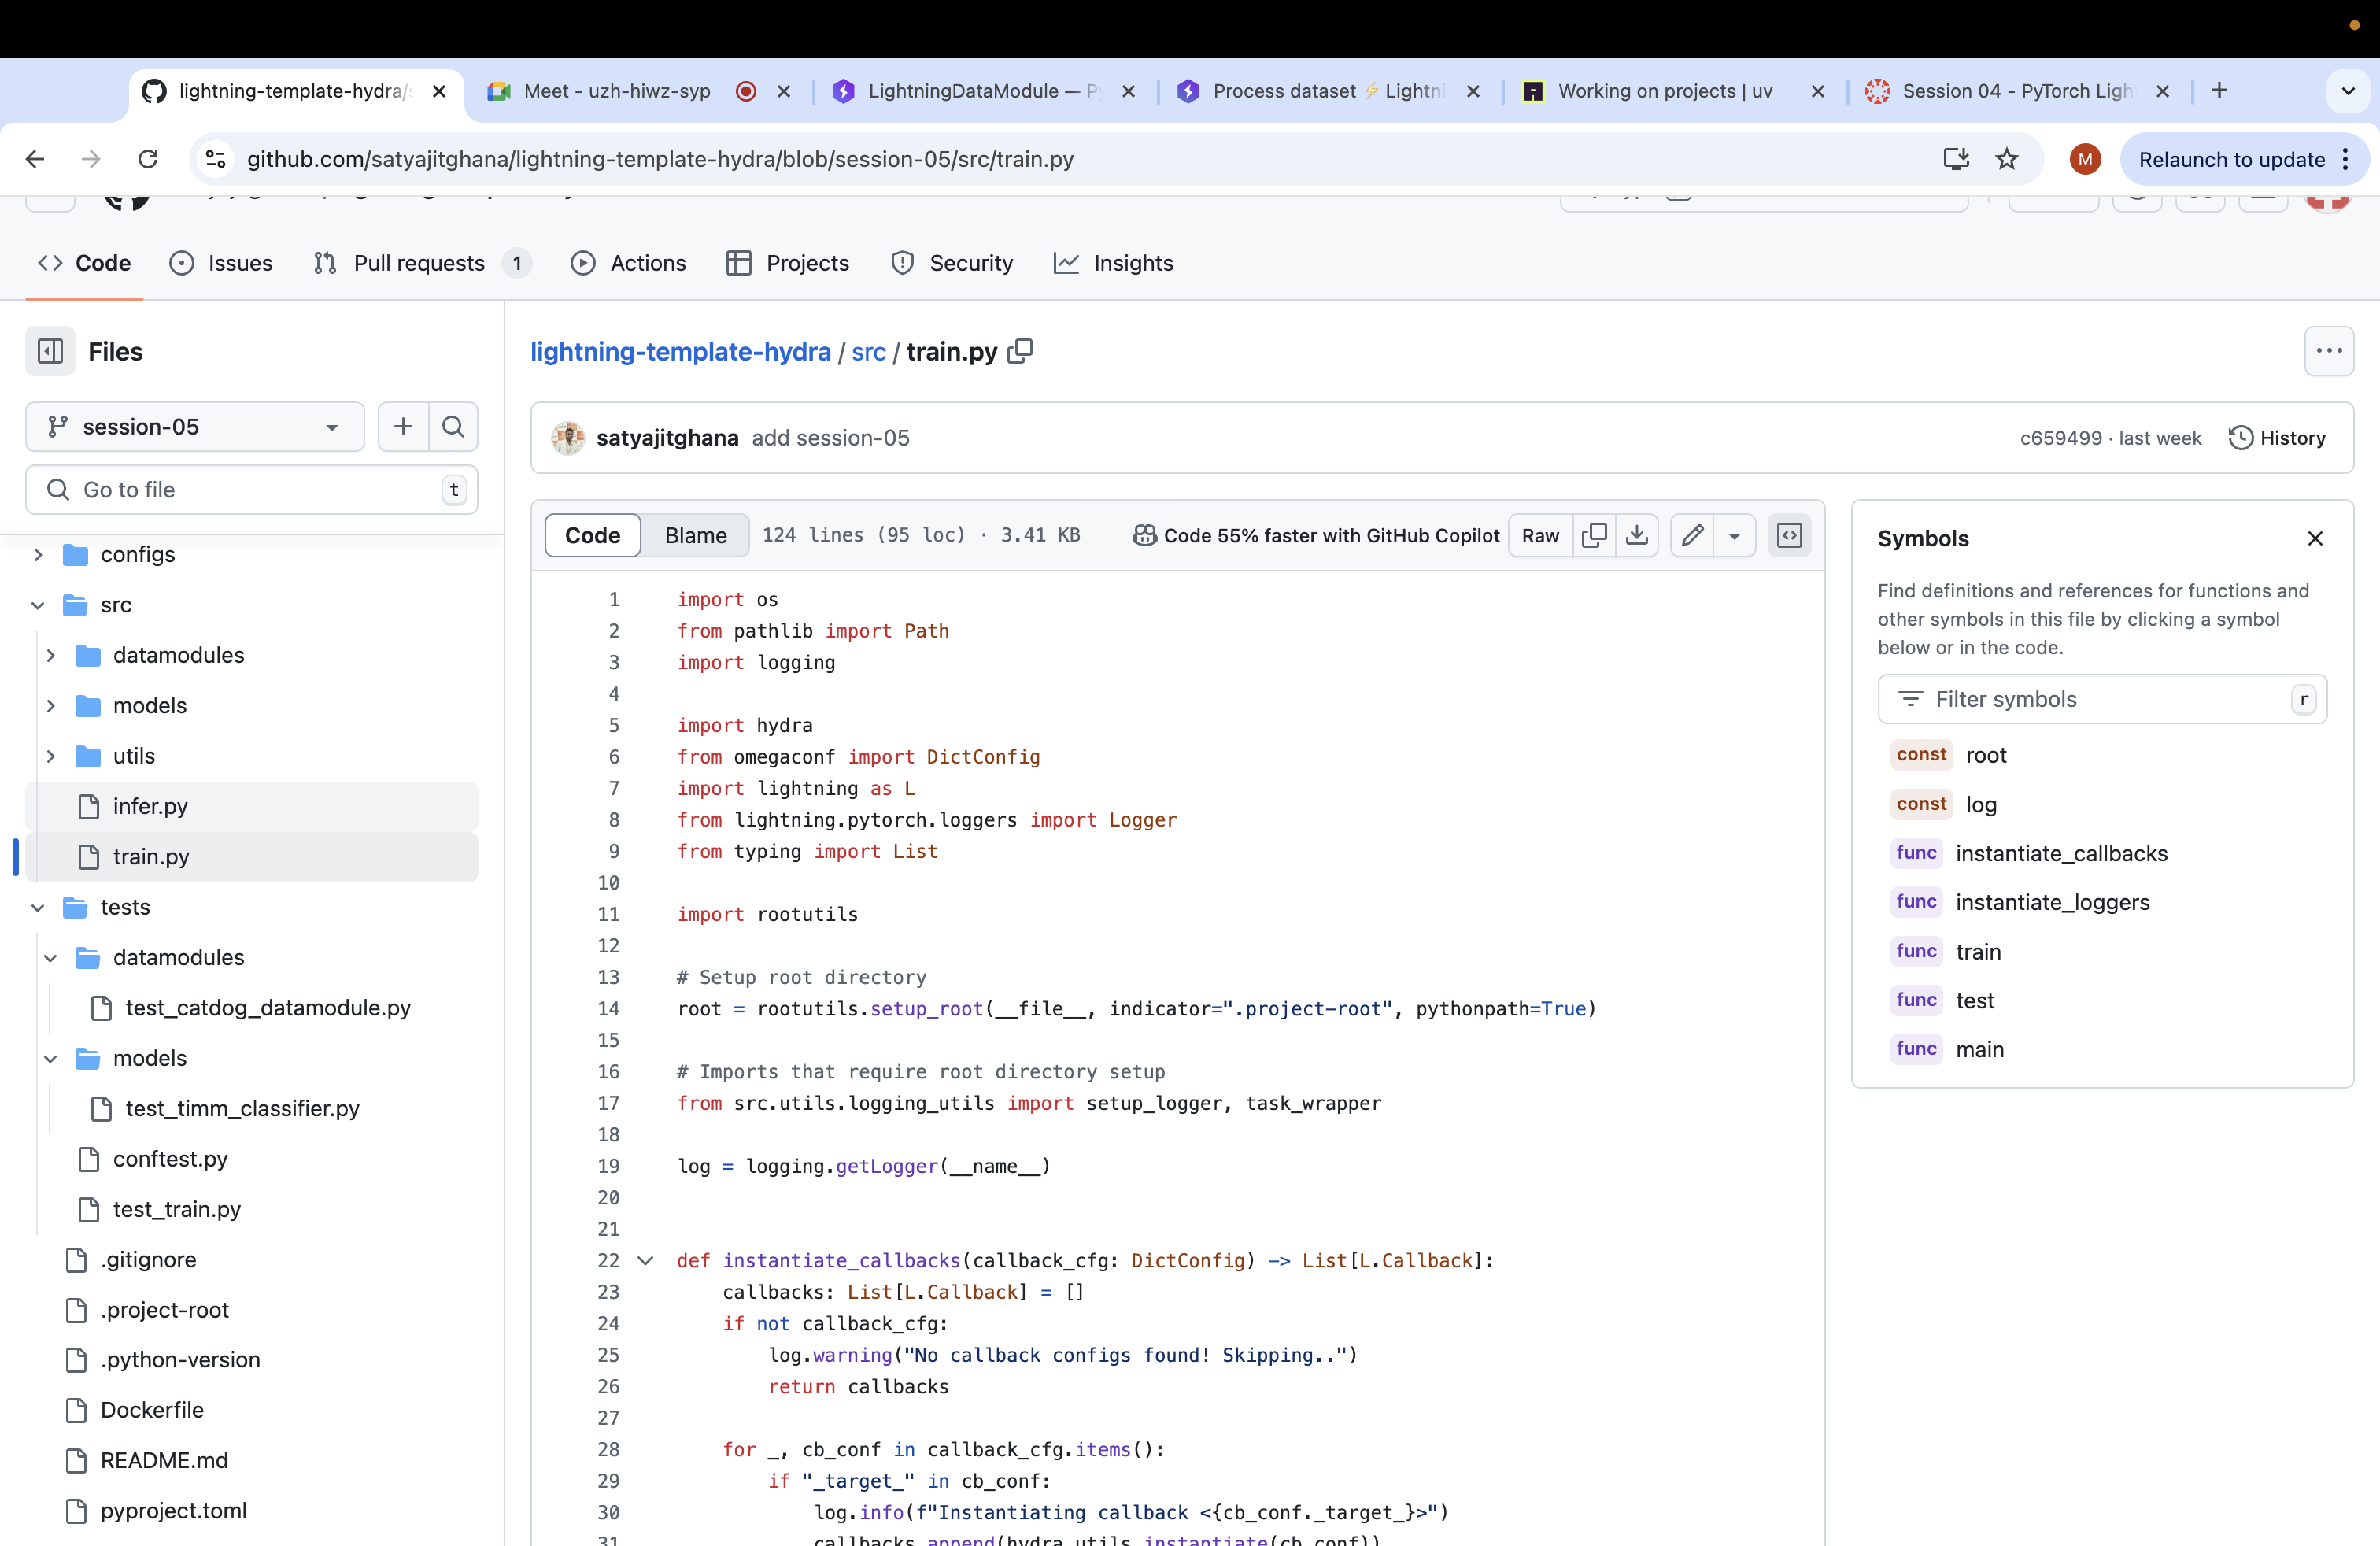 lightning-template-hydra/
Meet - uzh-hiwz-syp
LightningDataModule — P
Process dataset ⚡ Lightni
Working on projects | uv
Session 04 - PyTorch Ligh
github.com/satyajitghana/lightning-template-hydra/blob/session-05/src/train.py
M
Relaunch to update
Code
Issues
Pull requests 1
Actions
Projects
Security
Insights
Files
session-05
Go to file
t
configs
src
datamodules
models
utils
infer.py
train.py
tests
datamodules
test_catdog_datamodule.py
models
test_timm_classifier.py
conftest.py
test_train.py
.gitignore
.project-root
.python-version
Dockerfile
README.md
pyproject.toml
lightning-template-hydra / src / train.py
satyajitghana add session-05
c659499 · last week
History
Code
Blame
124 lines (95 loc) · 3.41 KB
Code 55% faster with GitHub Copilot
Raw
1 import os
2 from pathlib import Path
3 import logging
4
5 import hydra
6 from omegaconf import DictConfig
7 import lightning as L
8 from lightning.pytorch.loggers import Logger
9 from typing import List
10
11 import rootutils
12
13 # Setup root directory
14 root = rootutils.setup_root(__file__, indicator=".project-root", pythonpath=True)
15
16 # Imports that require root directory setup
17 from src.utils.logging_utils import setup_logger, task_wrapper
18
19 log = logging.getLogger(__name__)
20
21
22 def instantiate_callbacks(callback_cfg: DictConfig) -> List[L.Callback]:
23     callbacks: List[L.Callback] = []
24     if not callback_cfg:
25         log.warning("No callback configs found! Skipping..")
26         return callbacks
27
28     for _, cb_conf in callback_cfg.items():
29         if "_target_" in cb_conf:
30             log.info(f"Instantiating callback <{cb_conf._target_}>")
31             callbacks.append(hydra.utils.instantiate(cb_conf))
Symbols
Find definitions and references for functions and
other symbols in this file by clicking a symbol
below or in the code.
Filter symbols
r
const root
const log
func instantiate_callbacks
func instantiate_loggers
func train
func test
func main